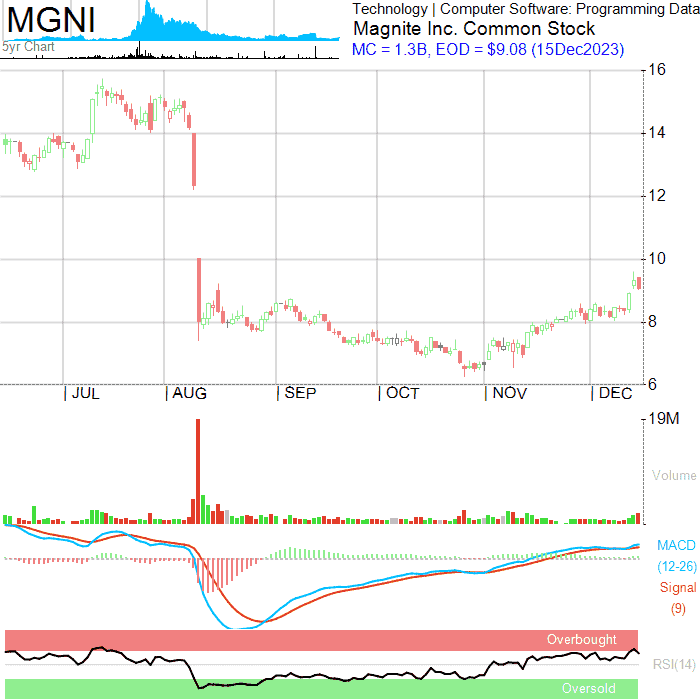 MGNI
5yr Chart
Technology | Computer Software: Programming Data
Magnite Inc. Common Stock
MC = 1.3B, EOD = $9.08 (15Dec2023)
16
14
12
10
8
6
| JUL | AUG | SEP | OCT | NOV | DEC
19M
Volume
MACD
(12-26)
Signal
(9)
Overbought
RSI(14)
Oversold